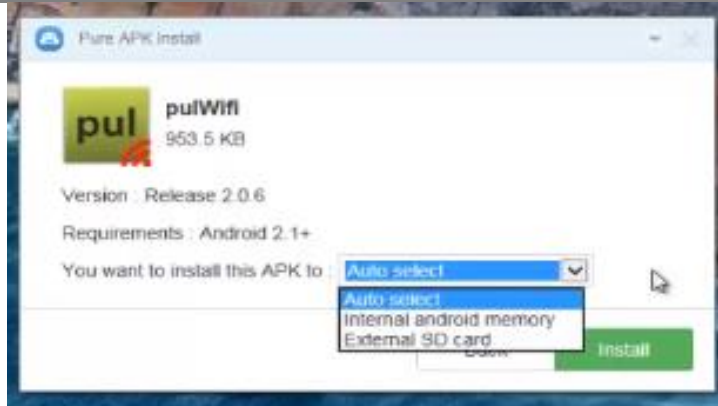 Pure APK Install
pul
pulWifi
953.5 KB
Version : Release 2.0.6
Requirements : Android 2.1+
You want to install this APK to : Auto select
Auto select
Internal android memory
External SD card
Back
Install